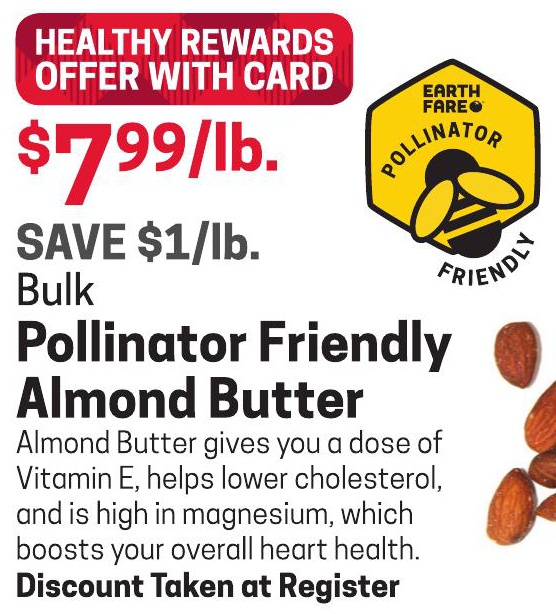 HEALTHY REWARDS
OFFER WITH CARD
$7.99/lb.
SAVE $1/lb.
Bulk
Pollinator Friendly
Almond Butter
Almond Butter gives you a dose of
Vitamin E, helps lower cholesterol,
and is high in magnesium, which
boosts your overall heart health.
Discount Taken at Register
EARTH
FARE
POLLINATOR
FRIENDLY